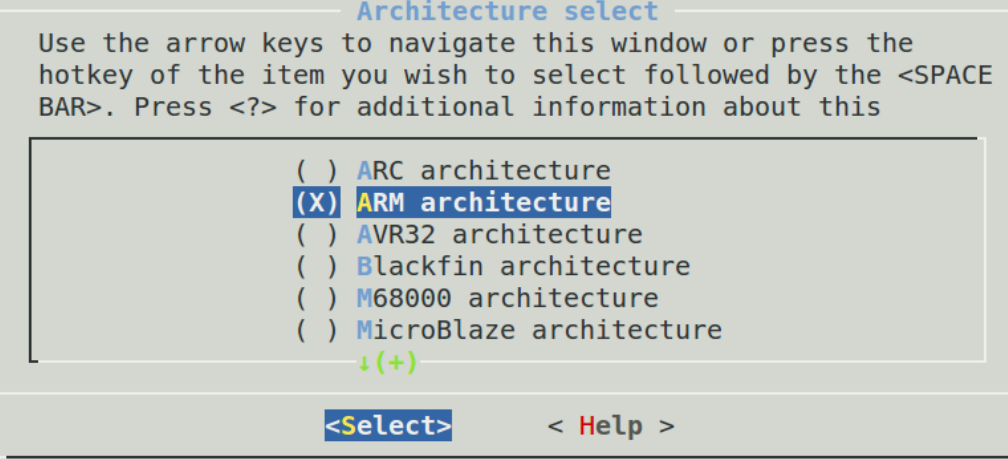 Architecture select
Use the arrow keys to navigate this window or press the
hotkey of the item you wish to select followed by the <SPACE
BAR>. Press <?> for additional information about this
( ) ARC architecture
(X) ARM architecture
( ) AVR32 architecture
( ) Blackfin architecture
( ) M68000 architecture
( ) MicroBlaze architecture
↓(+)
<Select> < Help >